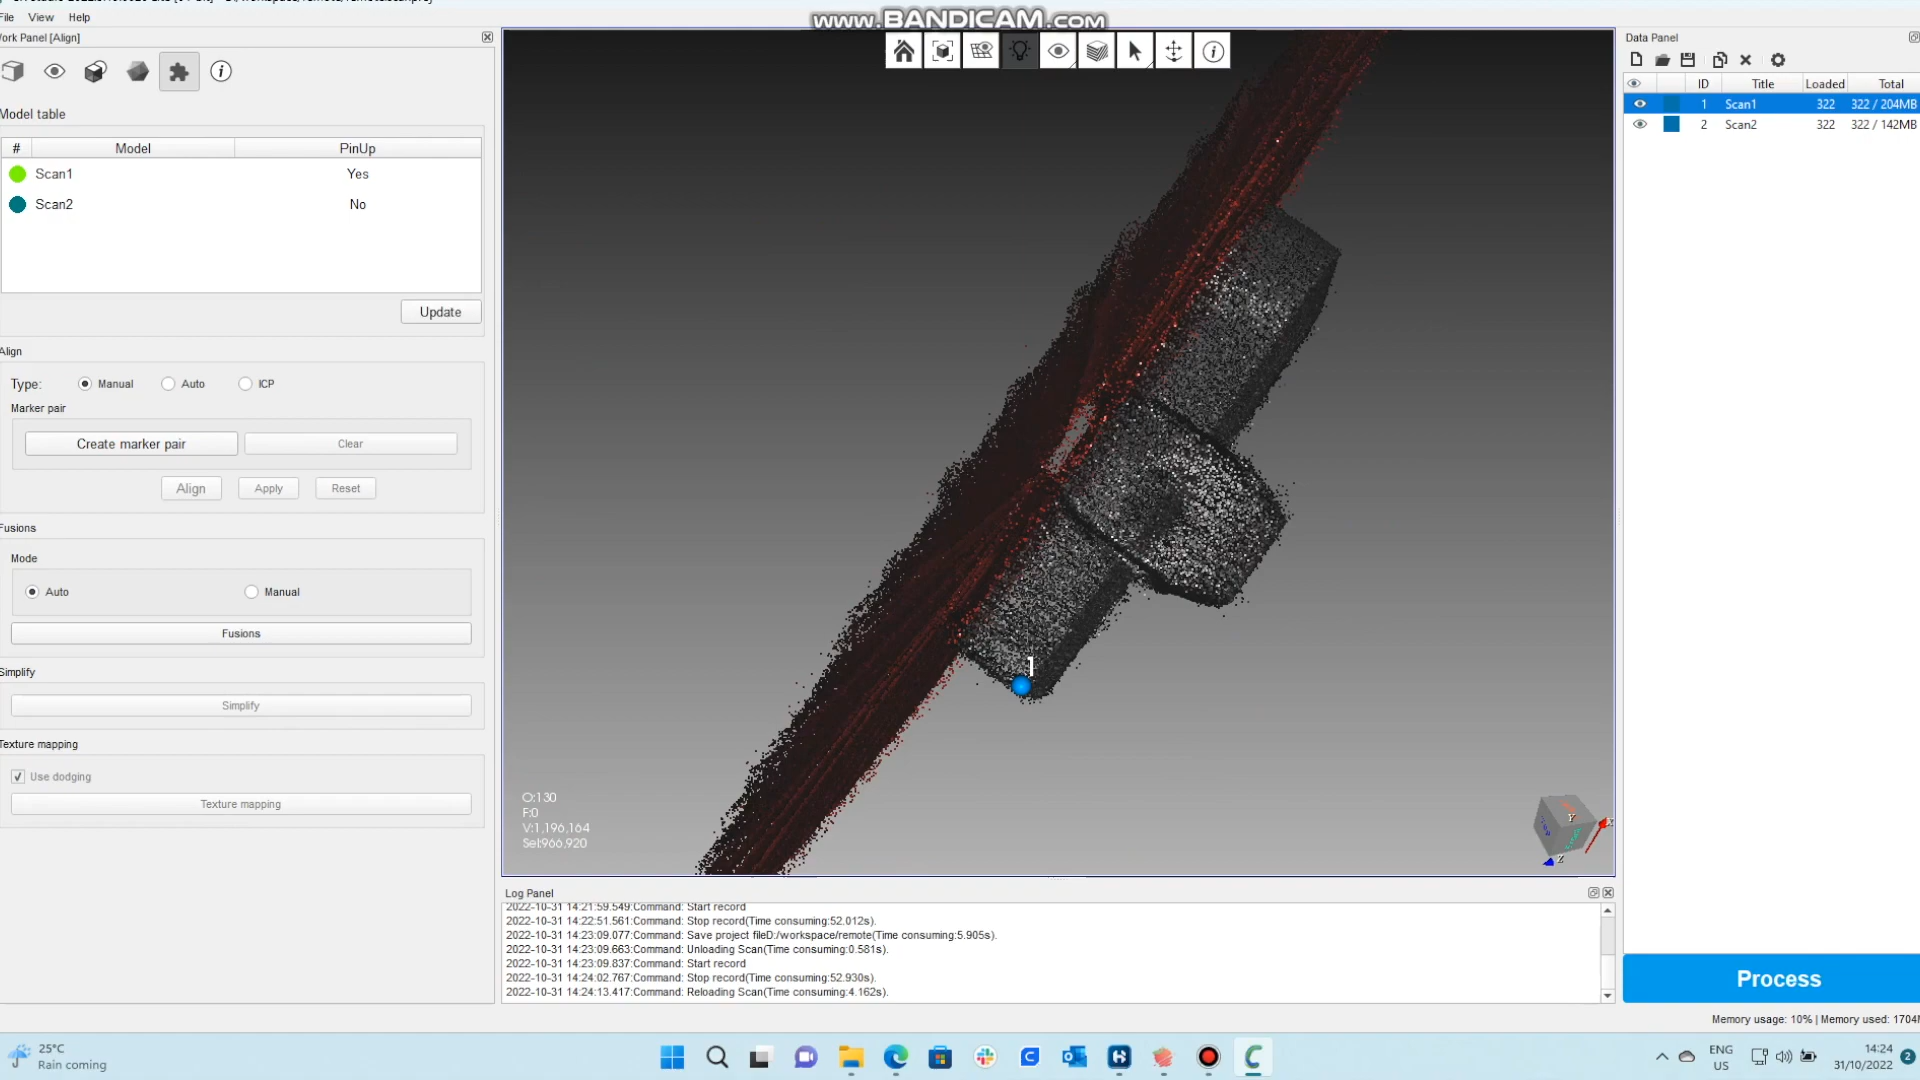 www.BANDICAM.com
File View Help
ork Panel [Align]
Model table
# Model PinUp
Scan1 Yes
Scan2 No
Update
Align
Type: Manual Auto ICP
Marker pair
Create marker pair Clear
Align Apply Reset
Fusions
Mode
Auto Manual
Fusions
Simplify
Simplify
Texture mapping
Use dodging
Texture mapping
1
O:130
F:0
V:1,196,164
Sel:966,920
Y
X
Z
Log Panel
2022-10-31 14:21:59.549:Command: Start record
2022-10-31 14:22:51.561:Command: Stop record(Time consuming:52.012s).
2022-10-31 14:23:09.077:Command: Save project fileD:/workspace/remote(Time consuming:5.905s).
2022-10-31 14:23:09.663:Command: Unloading Scan(Time consuming:0.581s).
2022-10-31 14:23:09.837:Command: Start record
2022-10-31 14:24:02.767:Command: Stop record(Time consuming:52.930s).
2022-10-31 14:24:13.417:Command: Reloading Scan(Time consuming:4.162s).
Data Panel
ID Title Loaded Total
1 Scan1 322 322 / 204MB
2 Scan2 322 322 / 142MB
Process
Memory usage: 10% | Memory used: 1704M
25°C
Rain coming
ENG
US
14:24
31/10/2022
2